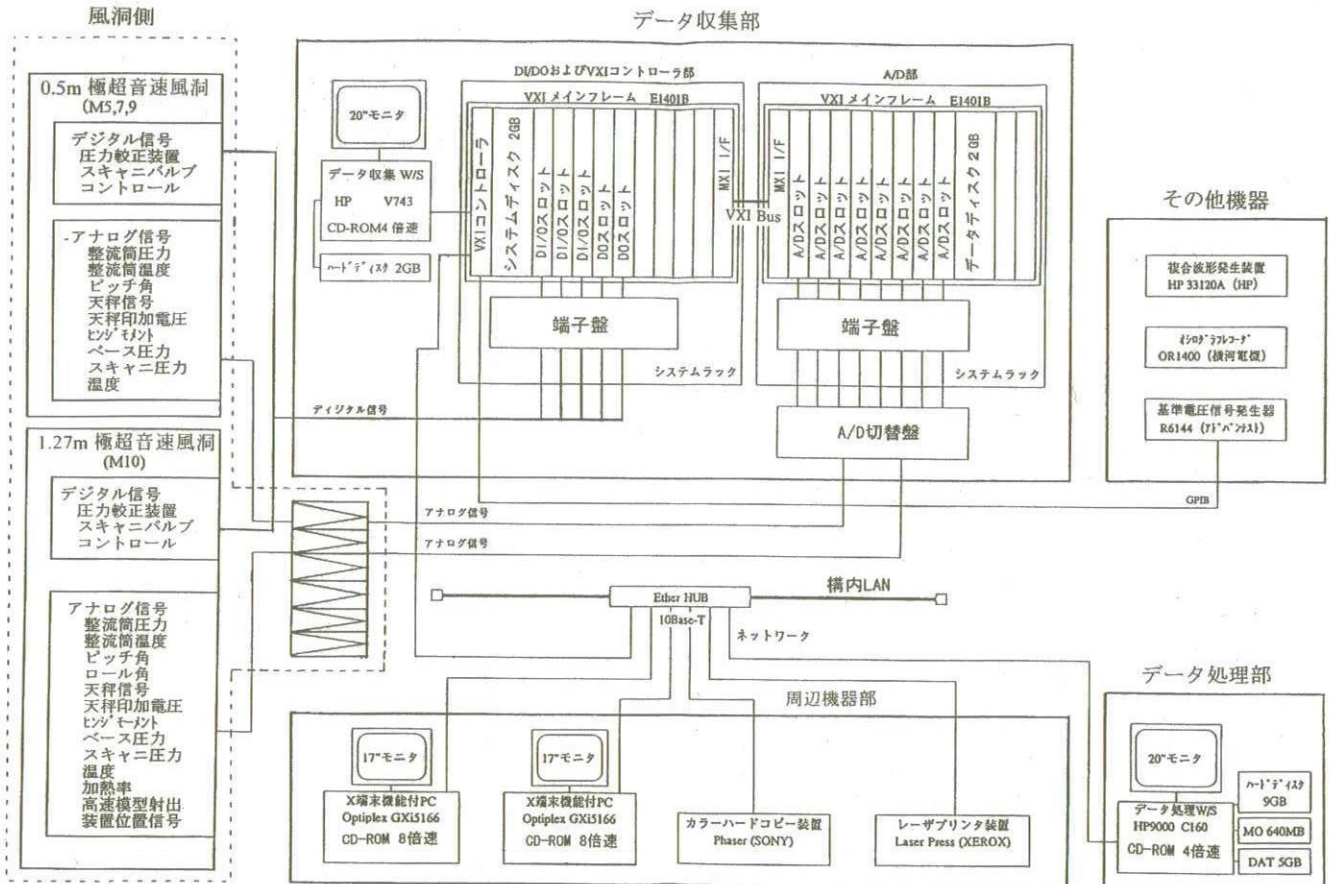 風洞側
0.5m 極超音速風洞
(M5,7,9
デジタル信号
圧力較正装置
スキャニバルブ
コントロール
-アナログ信号
整流筒圧力
整流筒温度
ピッチ角
天秤信号
天秤印加電圧
ヒンジモメント
ベース圧力
スキャニ圧力
温度
1.27m 極超音速風洞
(M10)
デジタル信号
圧力較正装置
スキャニバルブ
コントロール
アナログ信号
整流筒圧力
整流筒温度
ピッチ角
ロール角
天秤信号
天秤印加電圧
ヒンジモーメント
ベース圧力
スキャニ圧力
温度
加熱率
高速模型射出
装置位置信号
データ収集部
20"モニタ
データ収集 W/S
HP V743
CD-ROM4 倍速
ハードディスク 2GB
DI/DOおよびVXIコントローラ部
VXI メインフレーム E1401B
VXIコントローラ
システムディスク 2GB
DI/Oスロット
DI/Oスロット
DI/Oスロット
DOスロット
DOスロット
MXI I/F
端子盤
システムラック
VXI Bus
A/D部
VXI メインフレーム E1401B
MXI I/F
A/Dスロット
A/Dスロット
A/Dスロット
A/Dスロット
A/Dスロット
A/Dスロット
A/Dスロット
A/Dスロット
データディスク 2GB
端子盤
システムラック
A/D切替盤
ディジタル信号
アナログ信号
アナログ信号
GPIB
その他機器
複合波形発生装置
HP 33120A (HP)
オシログラフレコーダ
OR1400 (横河電機)
基準電圧信号発生器
R6144 (アドバンテスト)
構内LAN
Ether HUB
10Base-T
ネットワーク
周辺機器部
17"モニタ
X端末機能付PC
Optiplex GXi5166
CD-ROM 8倍速
17"モニタ
X端末機能付PC
Optiplex GXi5166
CD-ROM 8倍速
カラーハードコピー装置
Phaser (SONY)
レーザプリンタ装置
Laser Press (XEROX)
データ処理部
20"モニタ
データ処理W/S
HP9000 C160
CD-ROM 4倍速
ハードディスク
9GB
MO 640MB
DAT 5GB